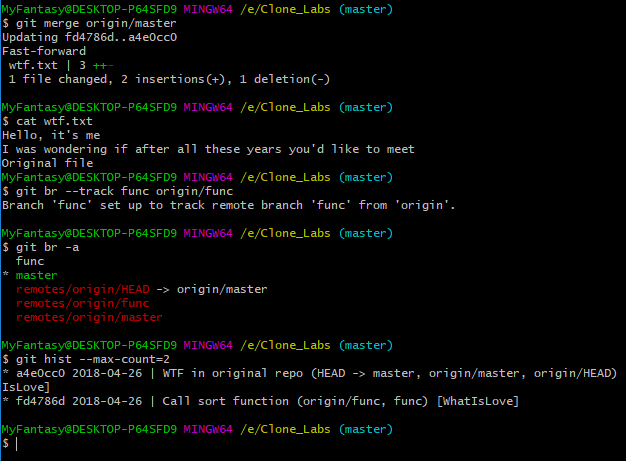 MyFantasy@DESKTOP-P64SFD9 MINGW64 /e/Clone_Labs (master)
$ git merge origin/master
Updating fd4786d..a4e0cc0
Fast-forward
 wtf.txt | 3 ++-
 1 file changed, 2 insertions(+), 1 deletion(-)

MyFantasy@DESKTOP-P64SFD9 MINGW64 /e/Clone_Labs (master)
$ cat wtf.txt
Hello, it's me
I was wondering if after all these years you'd like to meet
Original file
MyFantasy@DESKTOP-P64SFD9 MINGW64 /e/Clone_Labs (master)
$ git br --track func origin/func
Branch 'func' set up to track remote branch 'func' from 'origin'.

MyFantasy@DESKTOP-P64SFD9 MINGW64 /e/Clone_Labs (master)
$ git br -a
  func
* master
  remotes/origin/HEAD -> origin/master
  remotes/origin/func
  remotes/origin/master

MyFantasy@DESKTOP-P64SFD9 MINGW64 /e/Clone_Labs (master)
$ git hist --max-count=2
* a4e0cc0 2018-04-26 | WTF in original repo (HEAD -> master, origin/master, origin/HEAD)
IsLove]
* fd4786d 2018-04-26 | Call sort function (origin/func, func) [WhatIsLove]

MyFantasy@DESKTOP-P64SFD9 MINGW64 /e/Clone_Labs (master)
$